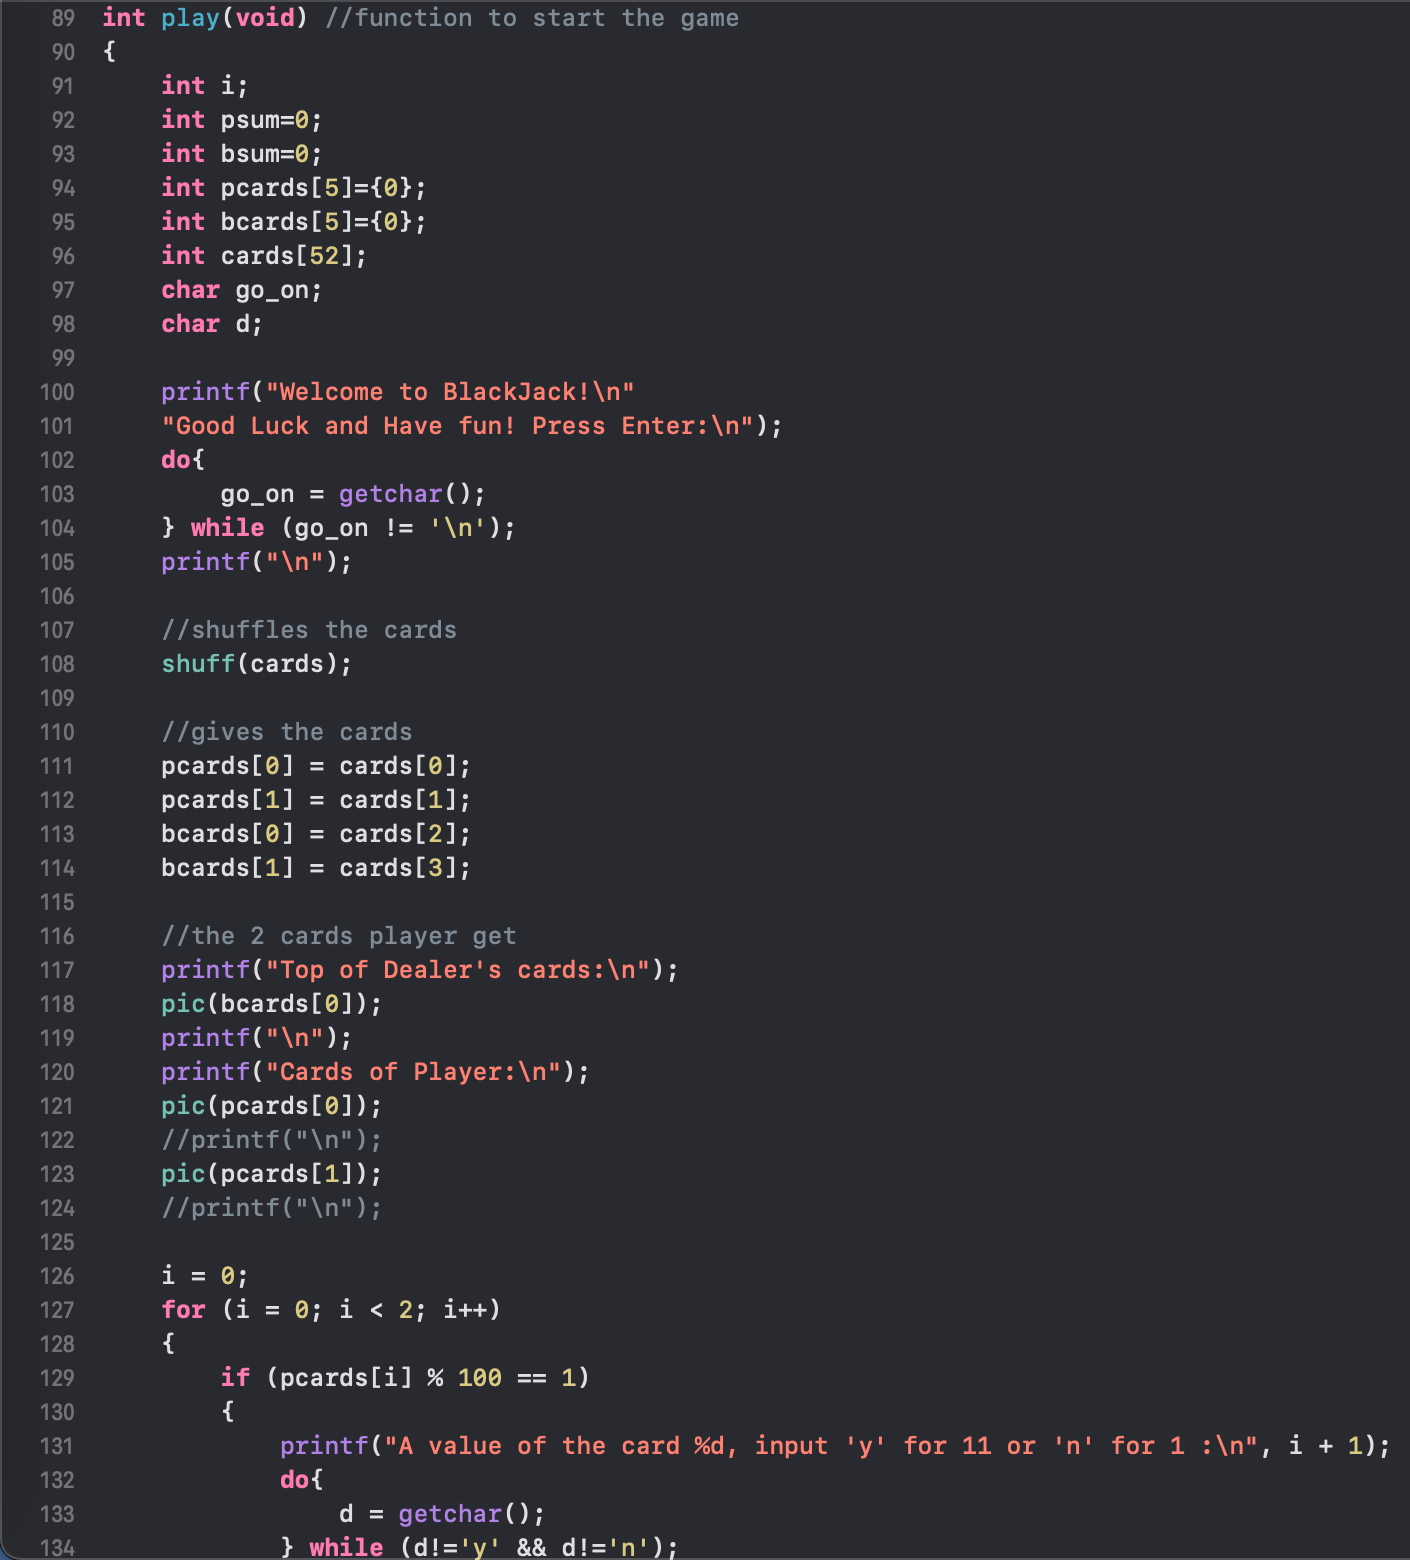 89 int play(void) //function to start the game
90 {
91     int i;
92     int psum=0;
93     int bsum=0;
94     int pcards[5]={0};
95     int bcards[5]={0};
96     int cards[52];
97     char go_on;
98     char d;
99
100     printf("Welcome to BlackJack!\n"
101     "Good Luck and Have fun! Press Enter:\n");
102     do{
103         go_on = getchar();
104     } while (go_on != '\n');
105     printf("\n");
106
107     //shuffles the cards
108     shuff(cards);
109
110     //gives the cards
111     pcards[0] = cards[0];
112     pcards[1] = cards[1];
113     bcards[0] = cards[2];
114     bcards[1] = cards[3];
115
116     //the 2 cards player get
117     printf("Top of Dealer's cards:\n");
118     pic(bcards[0]);
119     printf("\n");
120     printf("Cards of Player:\n");
121     pic(pcards[0]);
122     //printf("\n");
123     pic(pcards[1]);
124     //printf("\n");
125
126     i = 0;
127     for (i = 0; i < 2; i++)
128     {
129         if (pcards[i] % 100 == 1)
130         {
131             printf("A value of the card %d, input 'y' for 11 or 'n' for 1 :\n", i + 1);
132             do{
133                 d = getchar();
134             } while (d!='y' && d!='n');